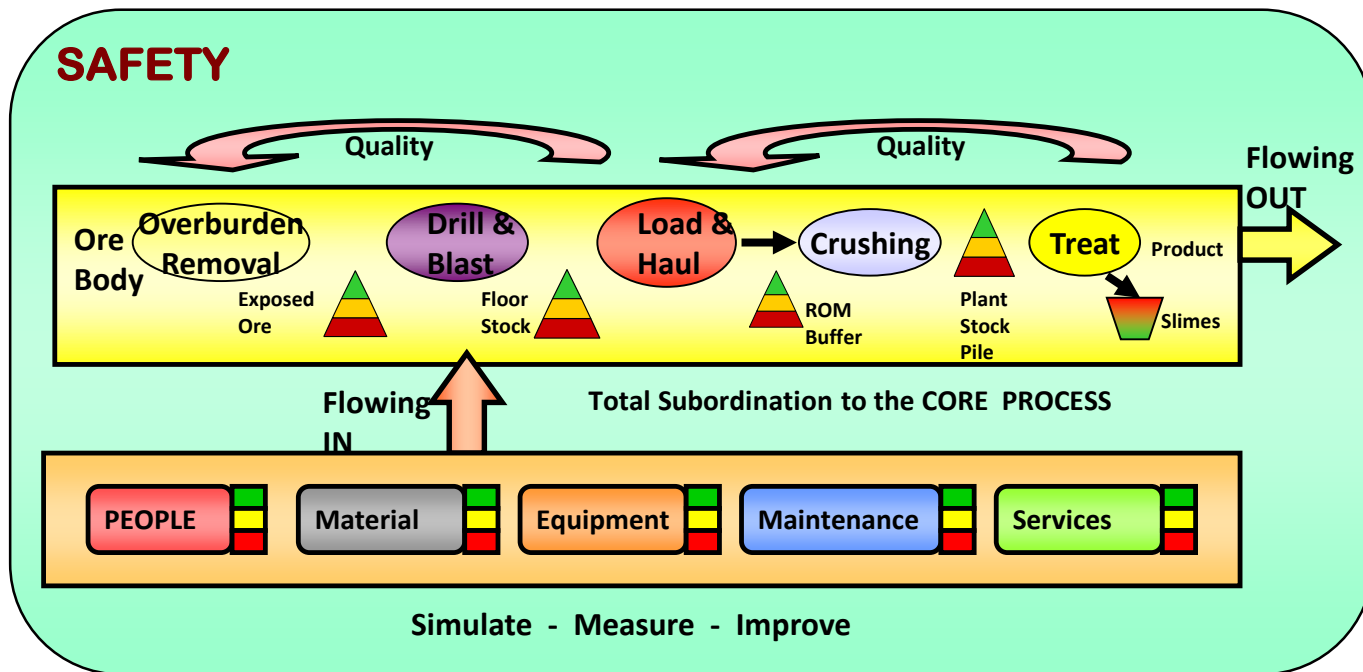 SAFETY
Quality
Quality
Flowing
OUT
Ore
Body
Overburden
Removal
Drill &
Blast
Load &
Haul
Crushing
Treat
Product
Exposed
Ore
Floor
Stock
ROM
Buffer
Plant
Stock
Pile
Slimes
Flowing
IN
Total Subordination to the CORE PROCESS
PEOPLE
Material
Equipment
Maintenance
Services
Simulate - Measure - Improve